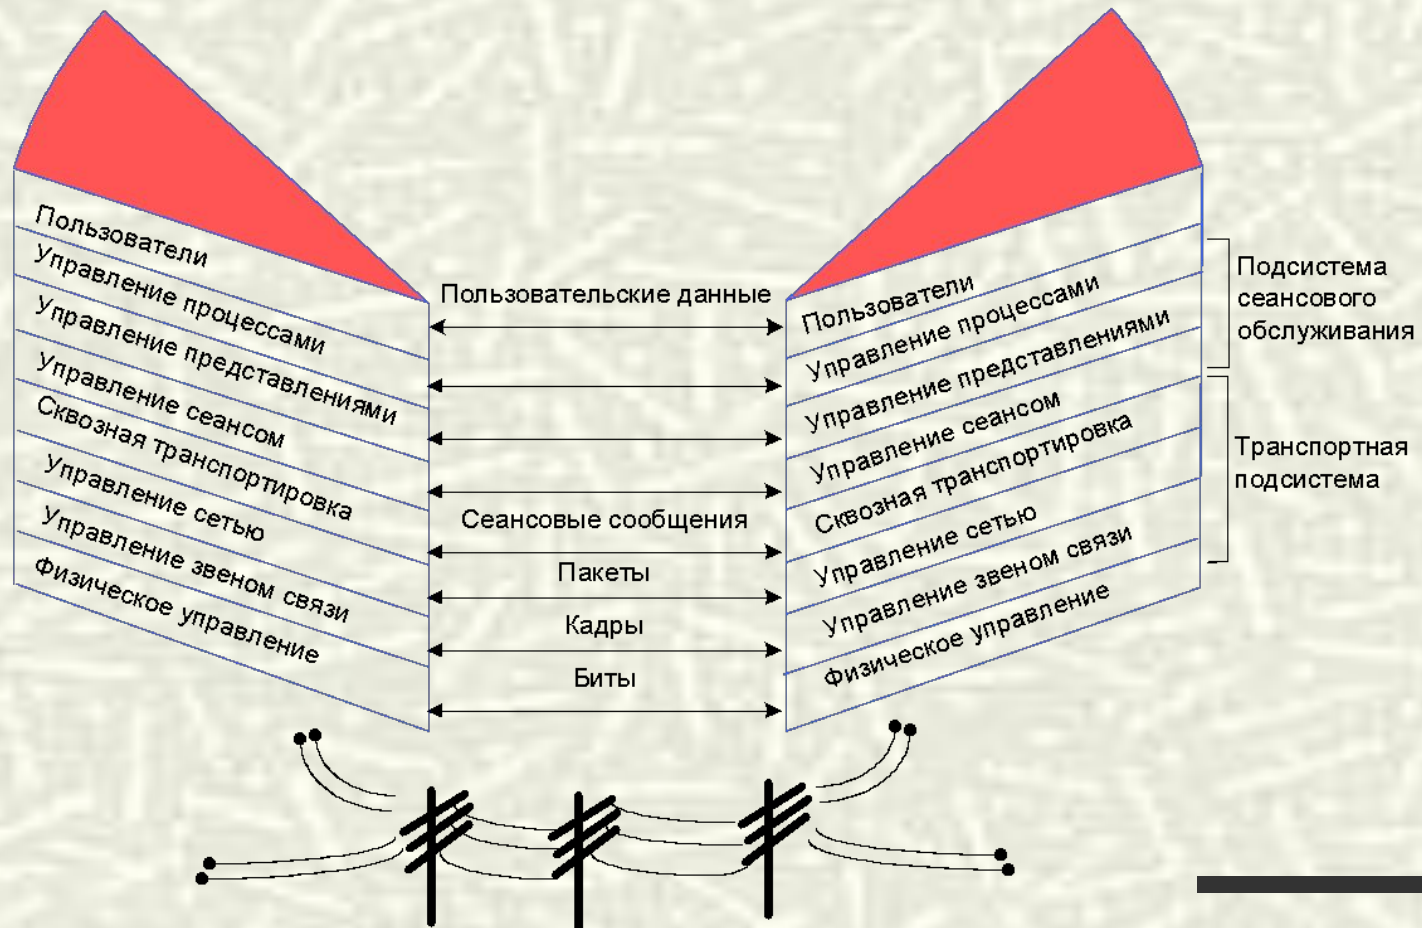 Пользователи
Управление процессами
Управление представлениями
Управление сеансом
Сквозная транспортировка
Управление сетью
Управление звеном связи
Физическое управление
Пользовательские данные
Сеансовые сообщения
Пакеты
Кадры
Биты
Пользователи
Управление процессами
Управление представлениями
Управление сеансом
Сквозная транспортировка
Управление сетью
Управление звеном связи
Физическое управление
Подсистема
сеансового
обслуживания
Транспортная
подсистема